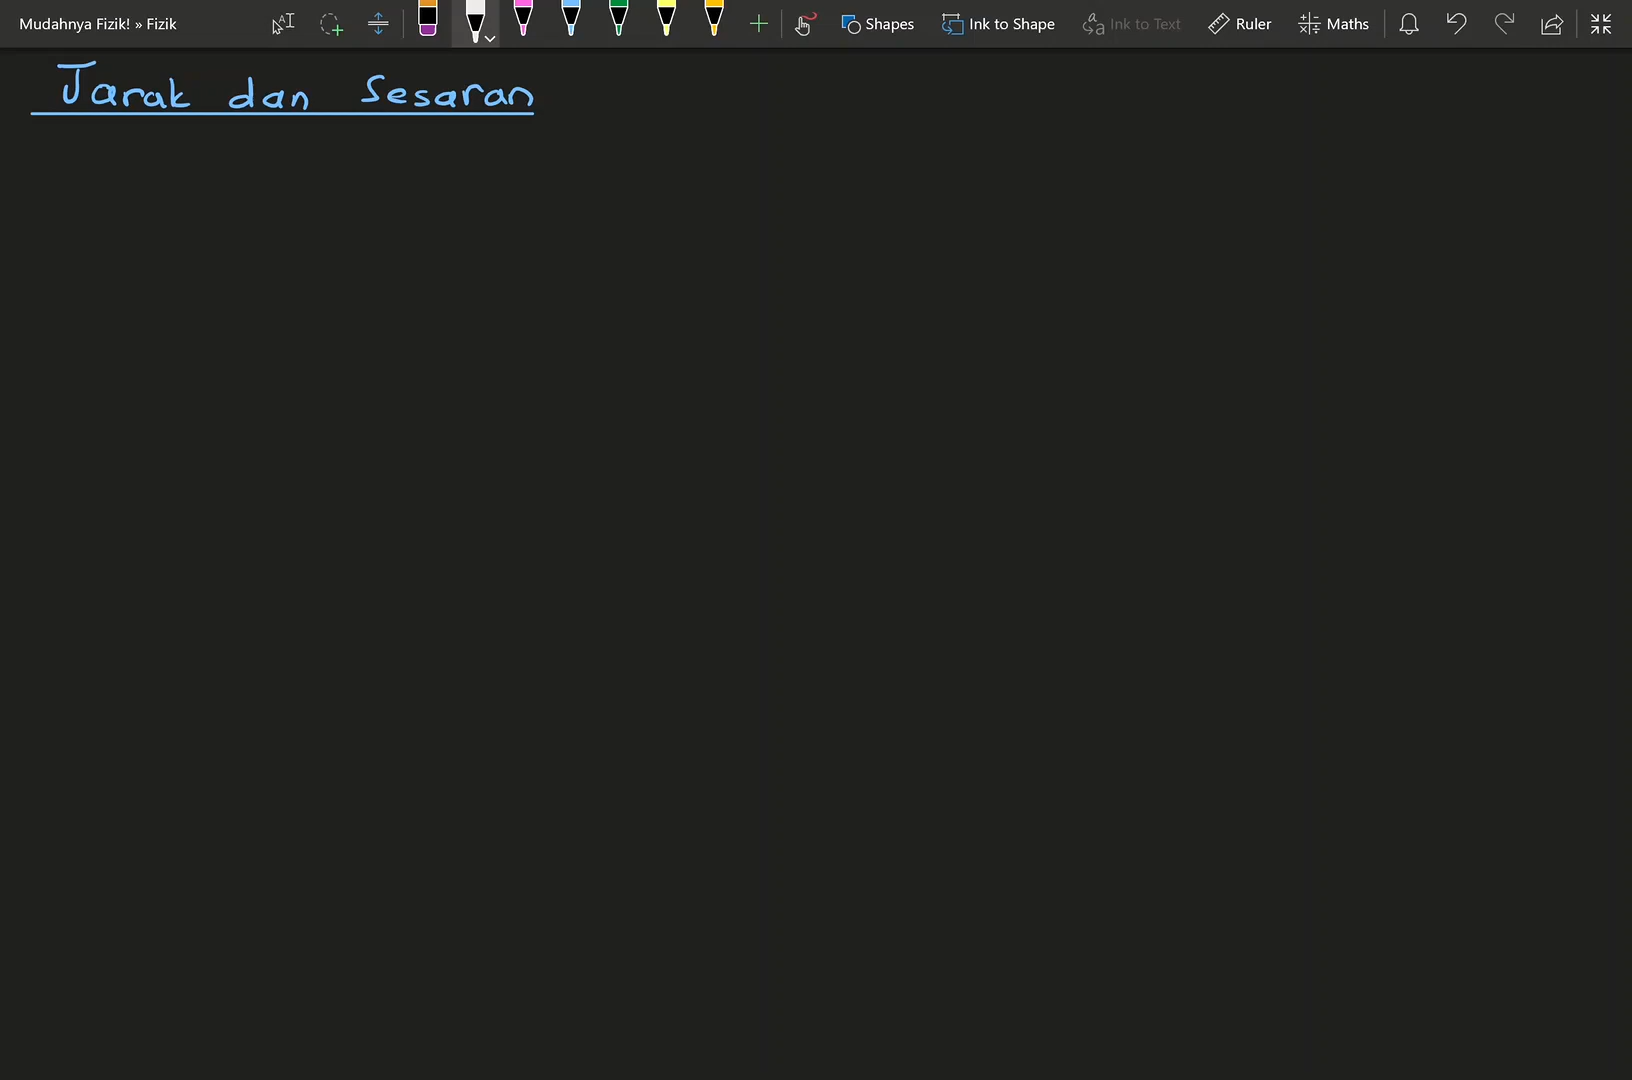 Mudahnya Fizik! » Fizik Shapes Ink to Shape Ink to Text Ruler Maths
Jarak dan Sesaran